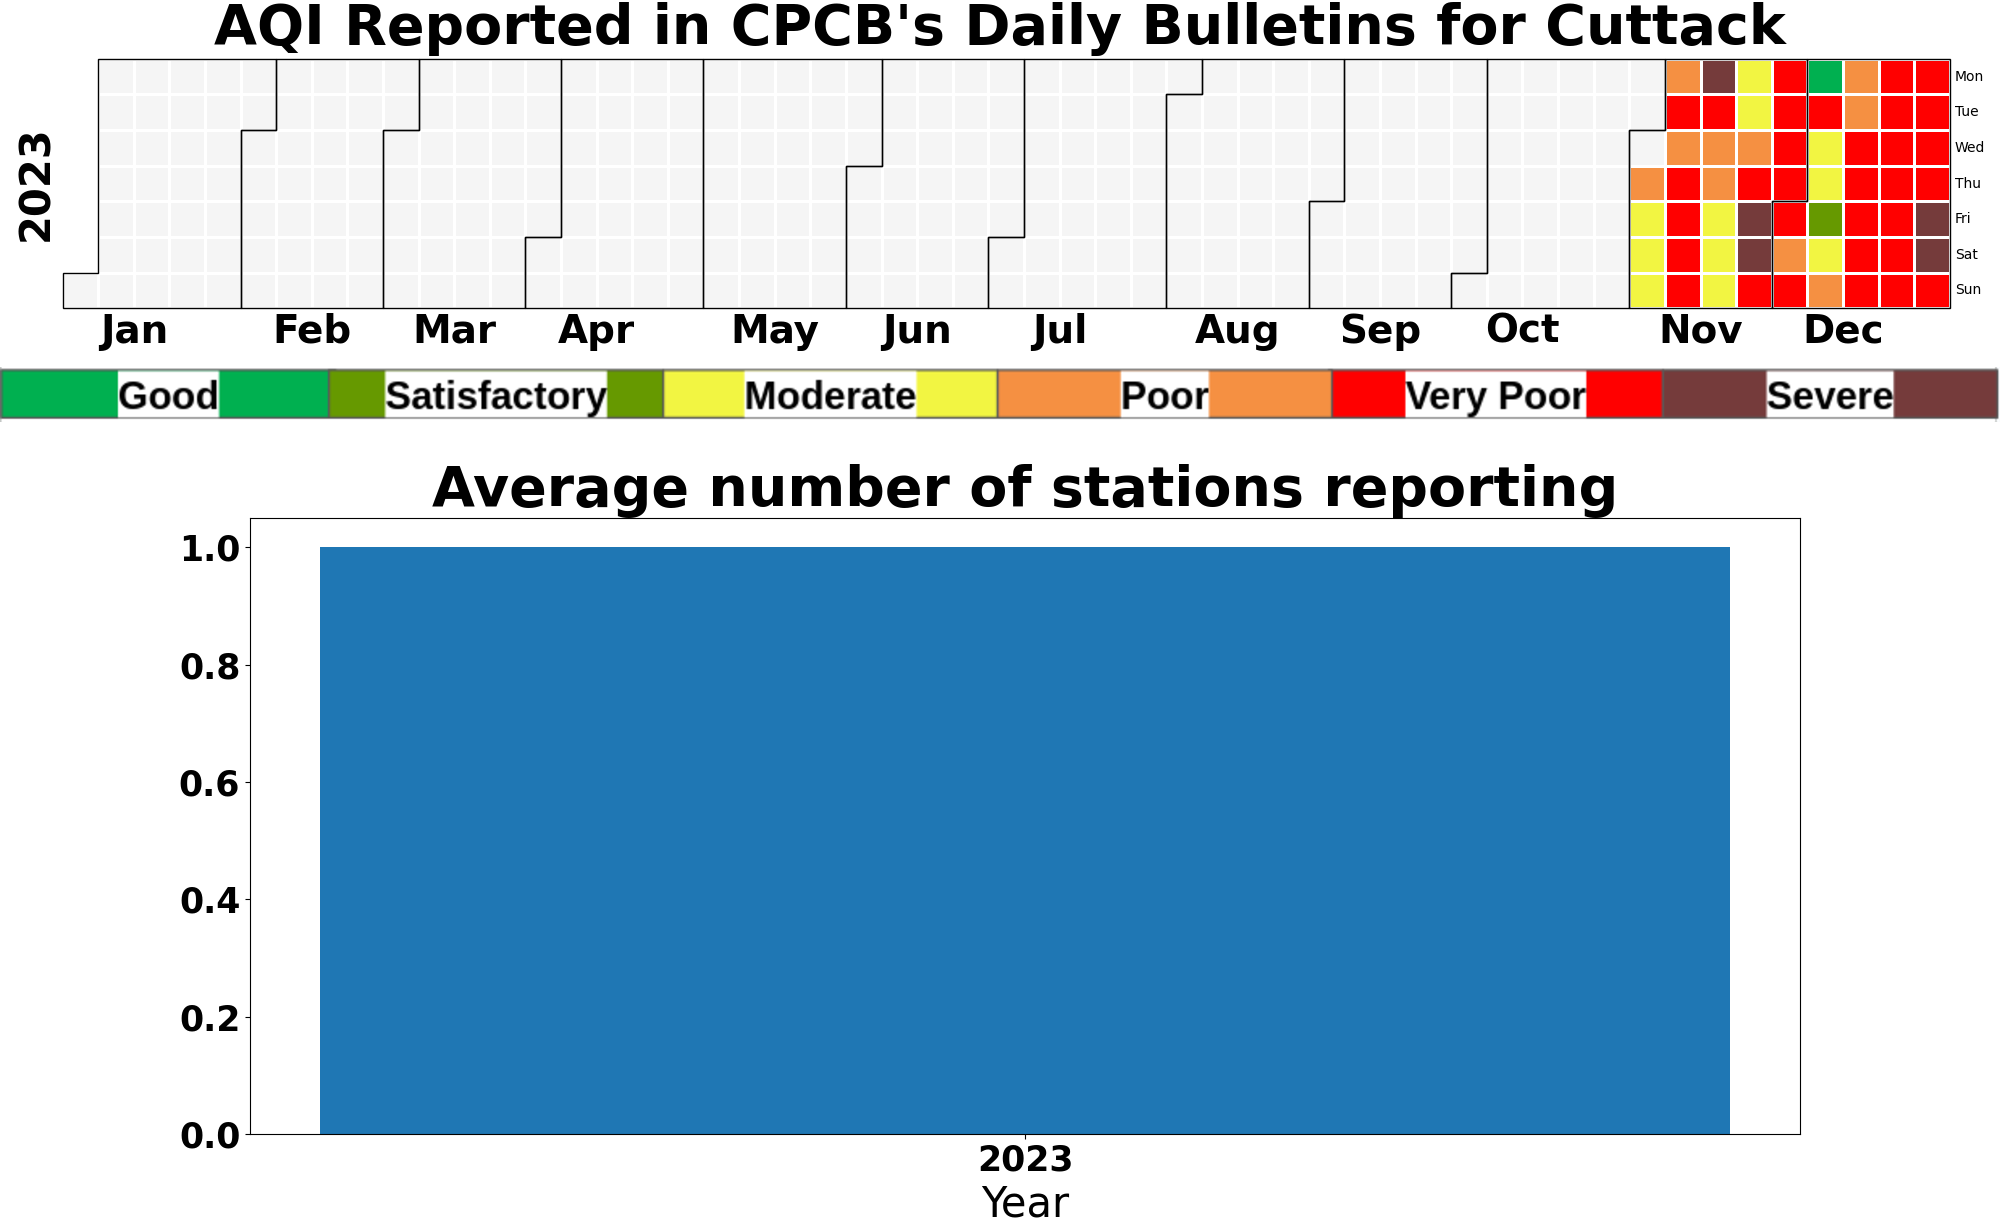 AQI Reported in CPCB's Daily Bulletins for Cuttack
2023
Mon
Tue
Wed
Thu
Fri
Sat
Sun
Jan Feb Mar Apr May Jun Jul Aug Sep Oct Nov Dec
Good Satisfactory Moderate Poor Very Poor Severe
Average number of stations reporting
1.0
0.8
0.6
0.4
0.2
0.0
2023
Year